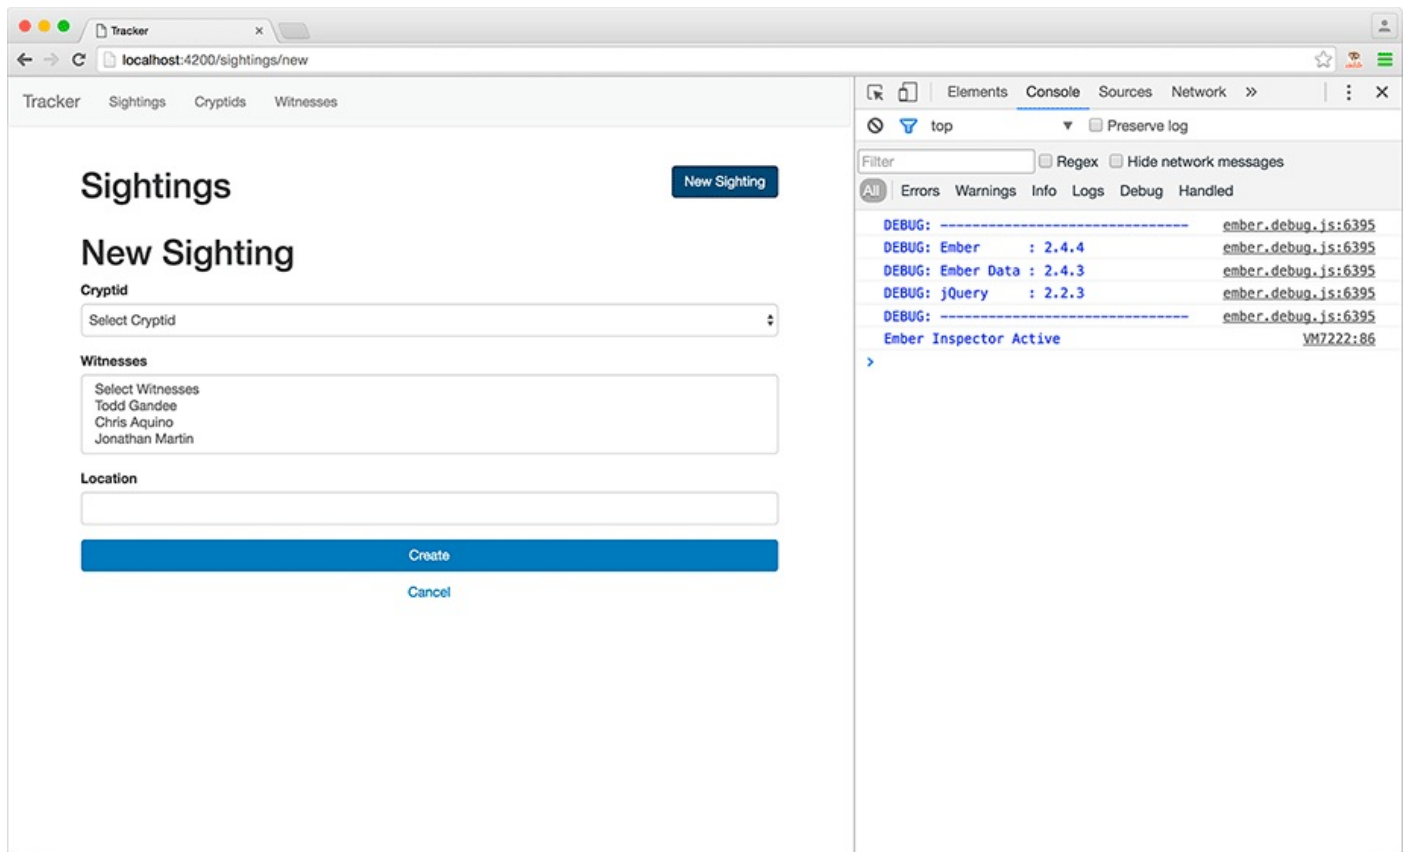 Tracker
localhost:4200/sightings/new
Tracker Sightings Cryptids Witnesses
Sightings
New Sighting
New Sighting
Cryptid
Select Cryptid
Witnesses
Select Witnesses
Todd Gandee
Chris Aquino
Jonathan Martin
Location
Create
Cancel
Elements Console Sources Network »
top Preserve log
Filter Regex Hide network messages
All Errors Warnings Info Logs Debug Handled
DEBUG: ------------------------------- ember.debug.js:6395
DEBUG: Ember : 2.4.4 ember.debug.js:6395
DEBUG: Ember Data : 2.4.3 ember.debug.js:6395
DEBUG: jQuery : 2.2.3 ember.debug.js:6395
DEBUG: ------------------------------- ember.debug.js:6395
Ember Inspector Active VM7222:86
>